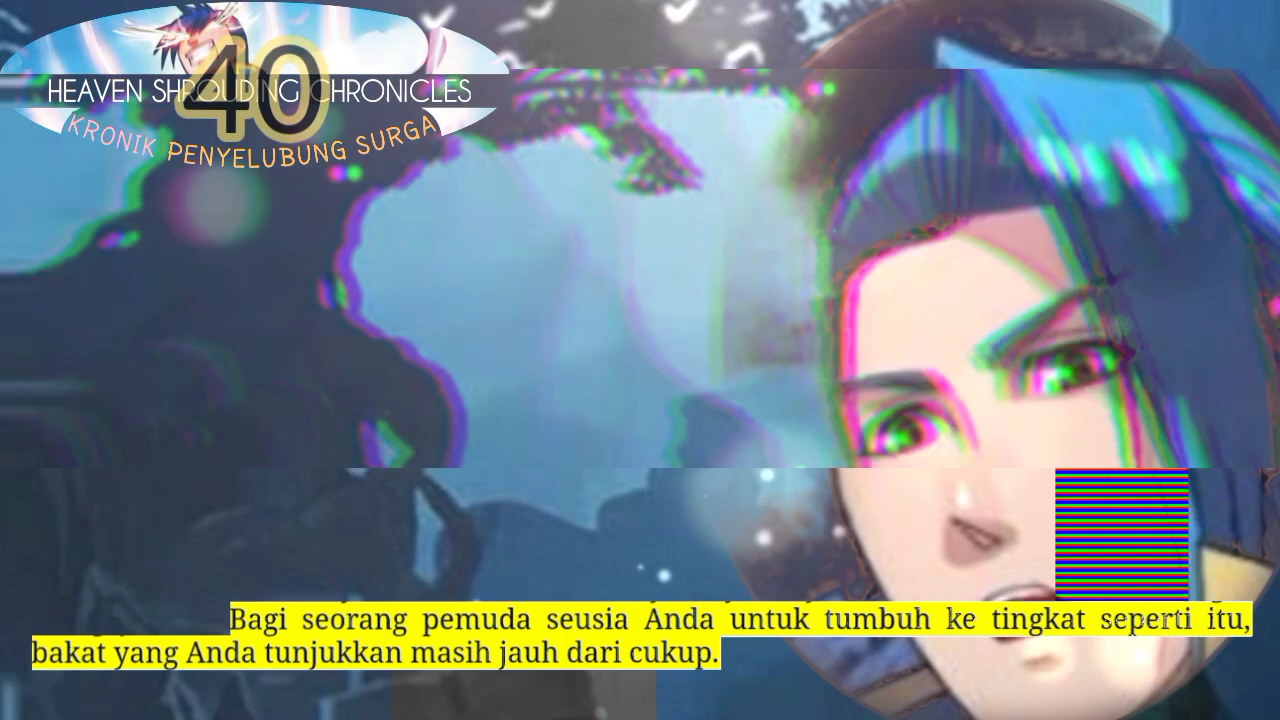 40
HEAVEN SHROUDING CHRONICLES
KRONIK PENYELUBUNG SURGA
Bagi seorang pemuda seusia Anda untuk tumbuh ke tingkat seperti itu,
bakat yang Anda tunjukkan masih jauh dari cukup.